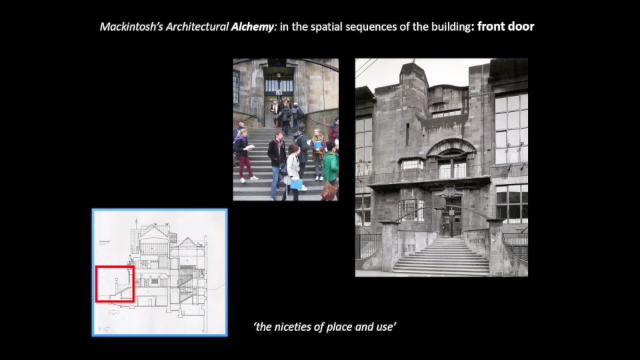 Mackintosh's Architectural Alchemy: in the spatial sequences of the building: front door
'the niceties of place and use'